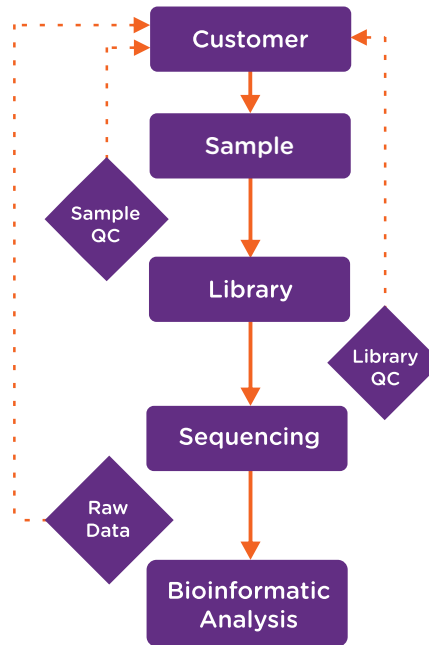 Customer
Sample
Sample
QC
Library
Library
QC
Sequencing
Raw
Data
Bioinformatic
Analysis